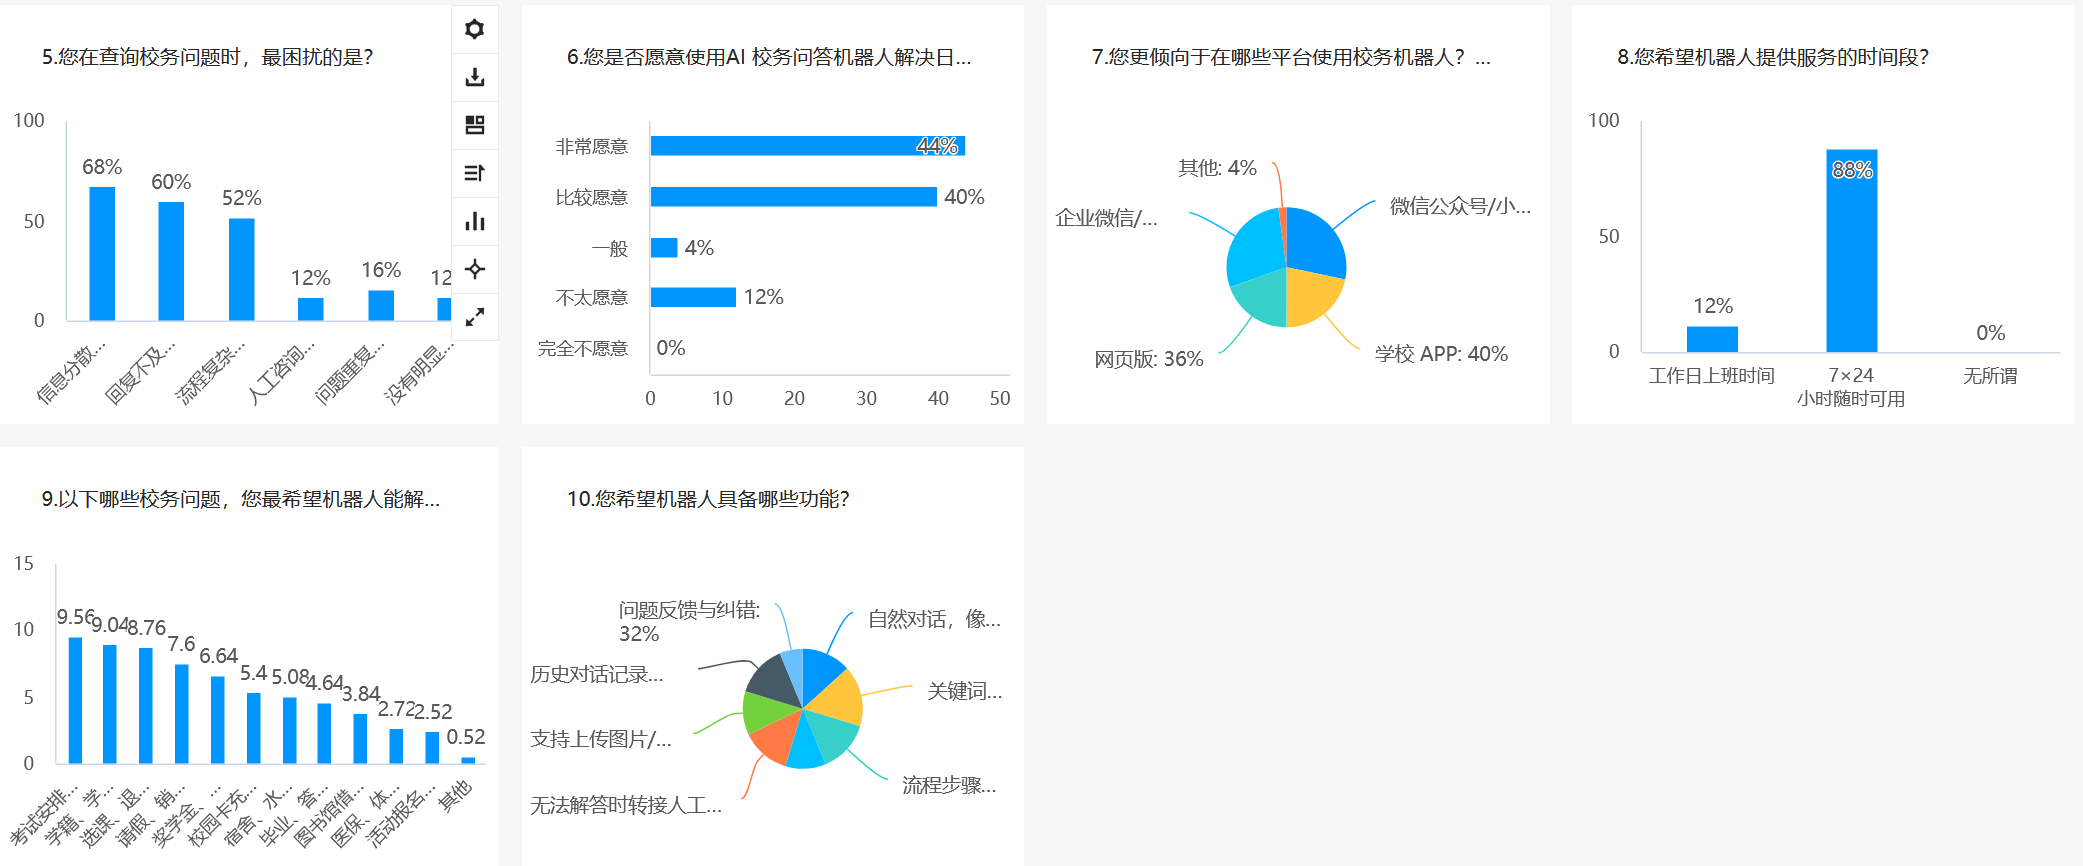 5.您在查询校务问题时，最困扰的是？
100
50
0
68%
60%
52%
12%
16%
12
信息分散...
回复不及...
流程复杂...
人工咨询...
问题重复...
没有明显...
6.您是否愿意使用AI 校务问答机器人解决日...
非常愿意
44%
比较愿意
40%
一般
4%
不太愿意
12%
完全不愿意
0%
0
10
20
30
40
50
7.您更倾向于在哪些平台使用校务机器人？...
其他: 4%
企业微信/...
微信公众号/小...
网页版: 36%
学校 APP: 40%
8.您希望机器人提供服务的时间段？
100
50
0
12%
88%
0%
工作日上班时间
7×24
小时随时可用
无所谓
9.以下哪些校务问题，您最希望机器人能解...
15
10
5
0
9.56
9.04
8.76
7.6
6.64
5.4
5.08
4.64
3.84
2.72
2.52
0.52
考试安排...
学籍、学...
选课、退...
请假、销...
奖学金、...
校园卡充...
宿舍、水...
毕业、答...
图书馆借...
医保、体...
活动报名...
其他
10.您希望机器人具备哪些功能？
问题反馈与纠错:
32%
自然对话，像...
历史对话记录...
关键词...
支持上传图片/...
流程步骤...
无法解答时转接人工...